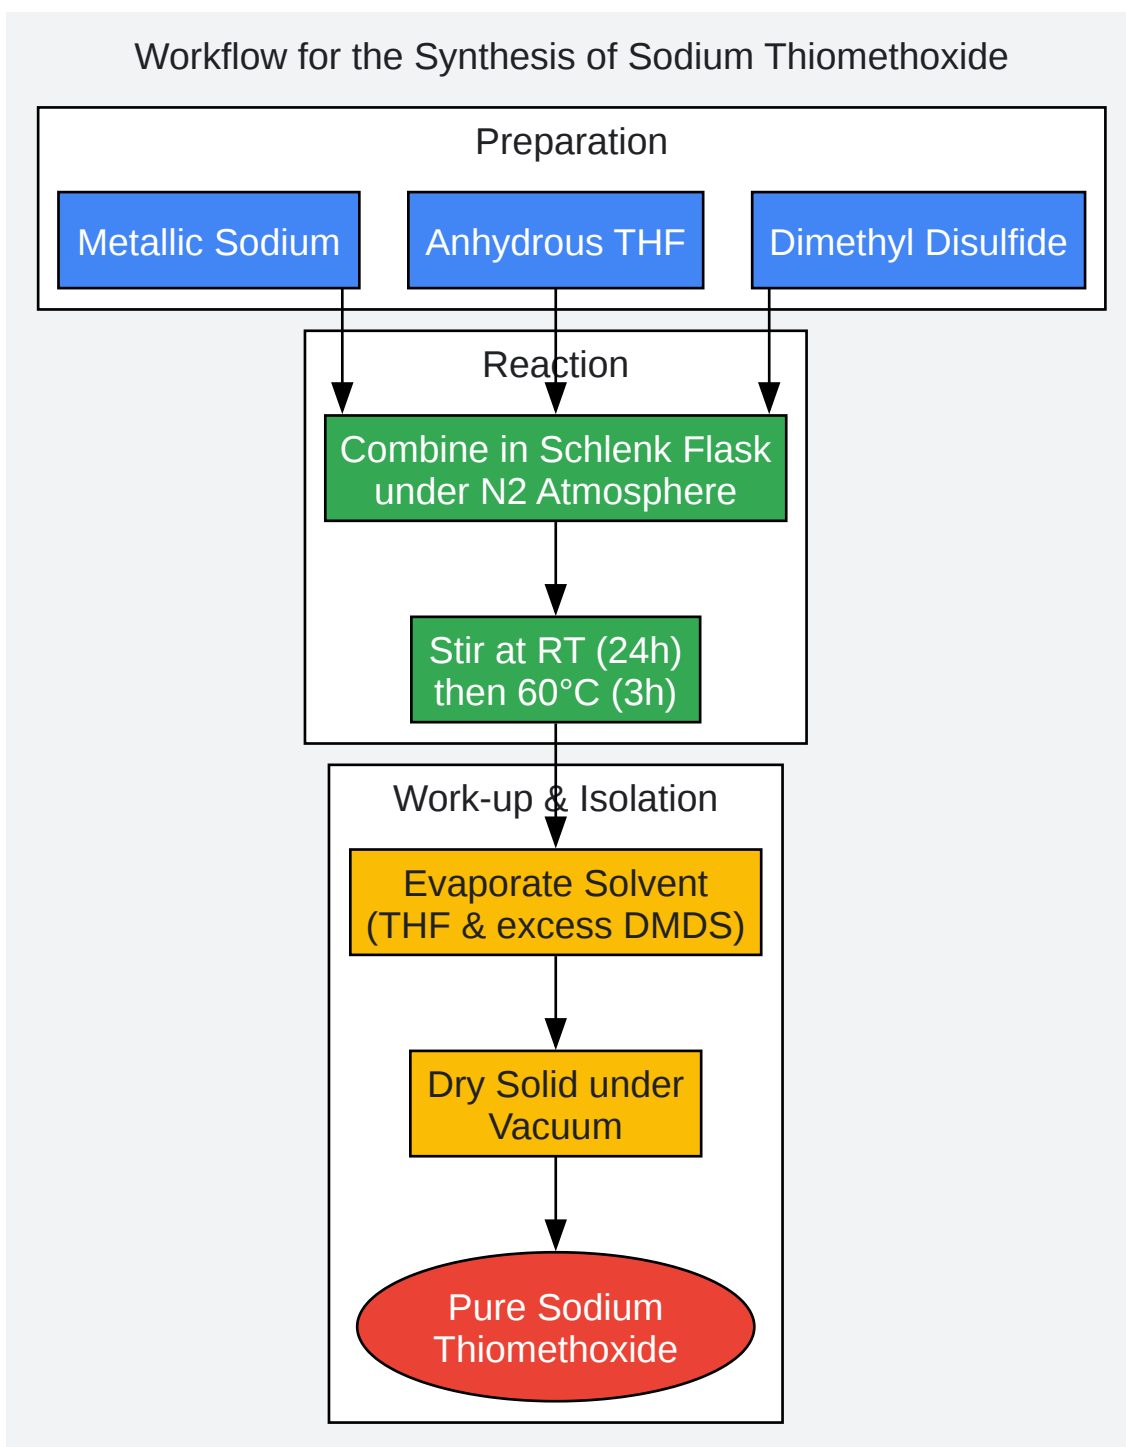 Workflow for the Synthesis of Sodium Thiomethoxide
Preparation
Metallic Sodium
Anhydrous THF
Dimethyl Disulfide
Reaction
Combine in Schlenk Flask
under N2 Atmosphere
Stir at RT (24h)
then 60°C (3h)
Work-up & Isolation
Evaporate Solvent
(THF & excess DMDS)
Dry Solid under
Vacuum
Pure Sodium
Thiomethoxide